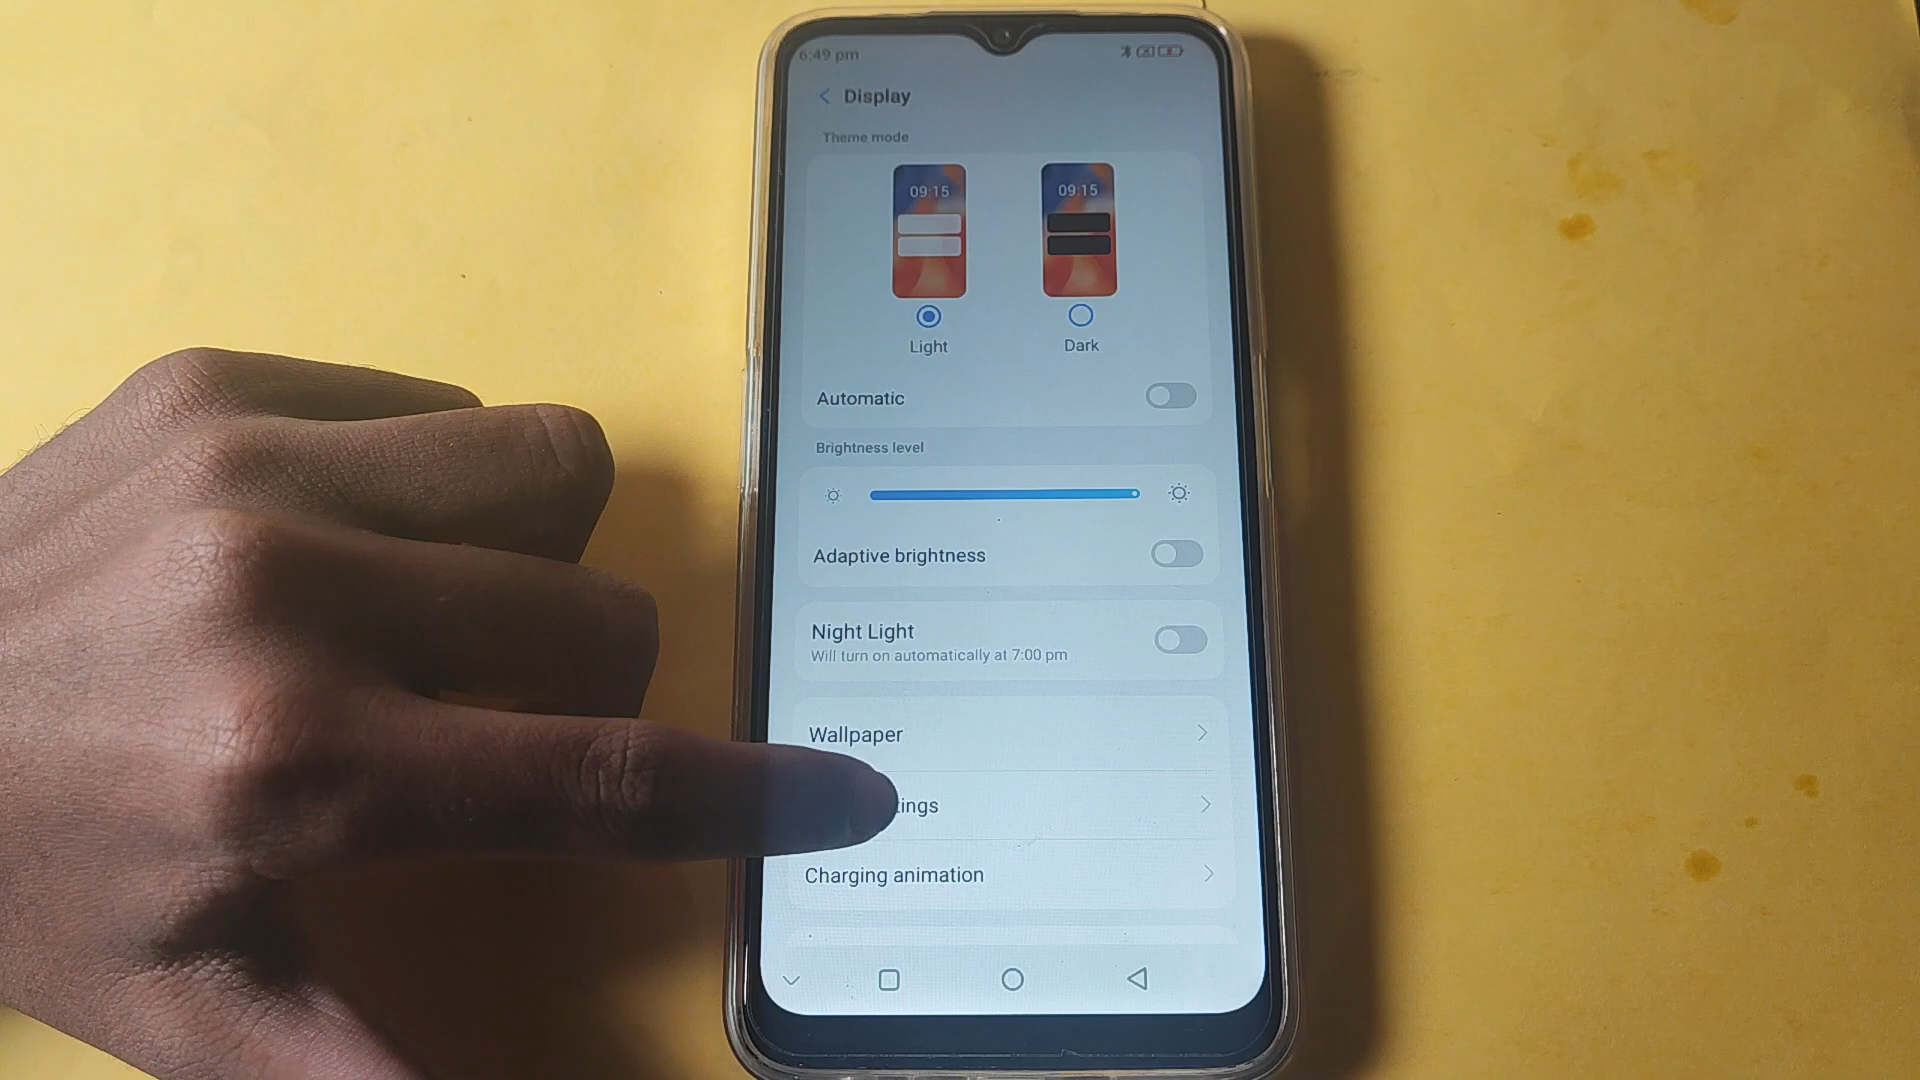 6:49 pm
Display
Theme mode
09:15
09:15
Light
Dark
Automatic
Brightness level
Adaptive brightness
Night Light
Will turn on automatically at 7:00 pm
Wallpaper
tings
Charging animation